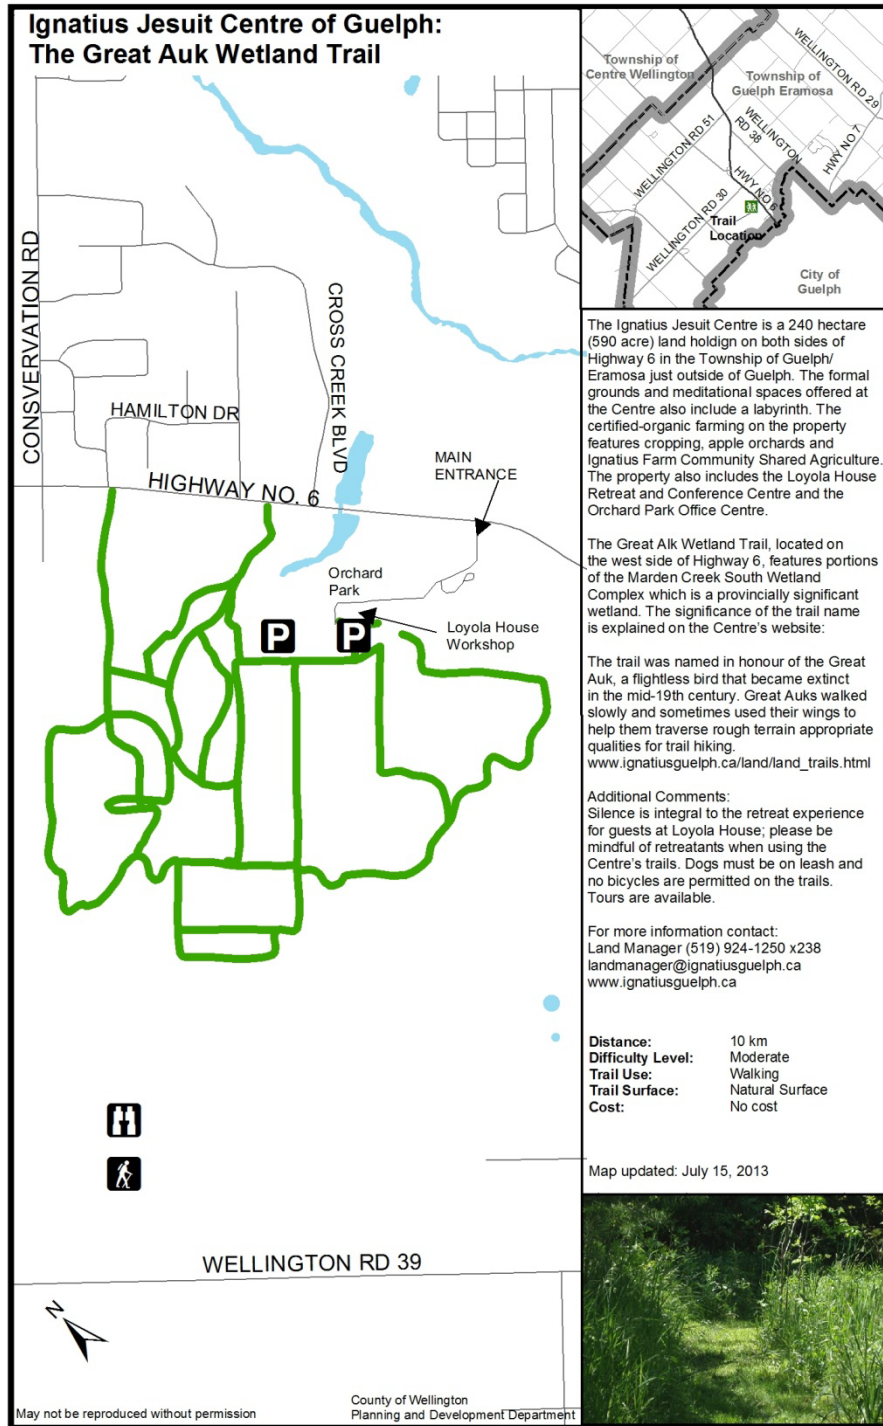 Ignatius Jesuit Centre of Guelph:
The Great Auk Wetland Trail
CONSVERVATION RD
HAMILTON DR
CROSS CREEK BLVD
HIGHWAY NO. 6
MAIN
ENTRANCE
Orchard
Park
P
P
Loyola House
Workshop
WELLINGTON RD 39
N
May not be reproduced without permission
County of Wellington
Planning and Development Department
Township of
Centre Wellington
Township of
Guelph Eramosa
WELLINGTON RD 29
WELLINGTON RD 51
WELLINGTON
RD 38
HWY NO 7
HWY NO 6
WELLINGTON RD 30
Trail
Location
City of
Guelph
The Ignatius Jesuit Centre is a 240 hectare
(590 acre) land holdign on both sides of
Highway 6 in the Township of Guelph/
Eramosa just outside of Guelph. The formal
grounds and meditational spaces offered at
the Centre also include a labyrinth. The
certified-organic farming on the property
features cropping, apple orchards and
Ignatius Farm Community Shared Agriculture.
The property also includes the Loyola House
Retreat and Conference Centre and the
Orchard Park Office Centre.
The Great Alk Wetland Trail, located on
the west side of Highway 6, features portions
of the Marden Creek South Wetland
Complex which is a provincially significant
wetland. The significance of the trail name
is explained on the Centre's website:
The trail was named in honour of the Great
Auk, a flightless bird that became extinct
in the mid-19th century. Great Auks walked
slowly and sometimes used their wings to
help them traverse rough terrain appropriate
qualities for trail hiking.
www.ignatiusguelph.ca/land/land_trails.html
Additional Comments:
Silence is integral to the retreat experience
for guests at Loyola House; please be
mindful of retreatants when using the
Centre's trails. Dogs must be on leash and
no bicycles are permitted on the trails.
Tours are available.
For more information contact:
Land Manager (519) 924-1250 x238
landmanager@ignatiusguelph.ca
www.ignatiusguelph.ca
Distance: 10 km
Difficulty Level: Moderate
Trail Use: Walking
Trail Surface: Natural Surface
Cost: No cost
Map updated: July 15, 2013